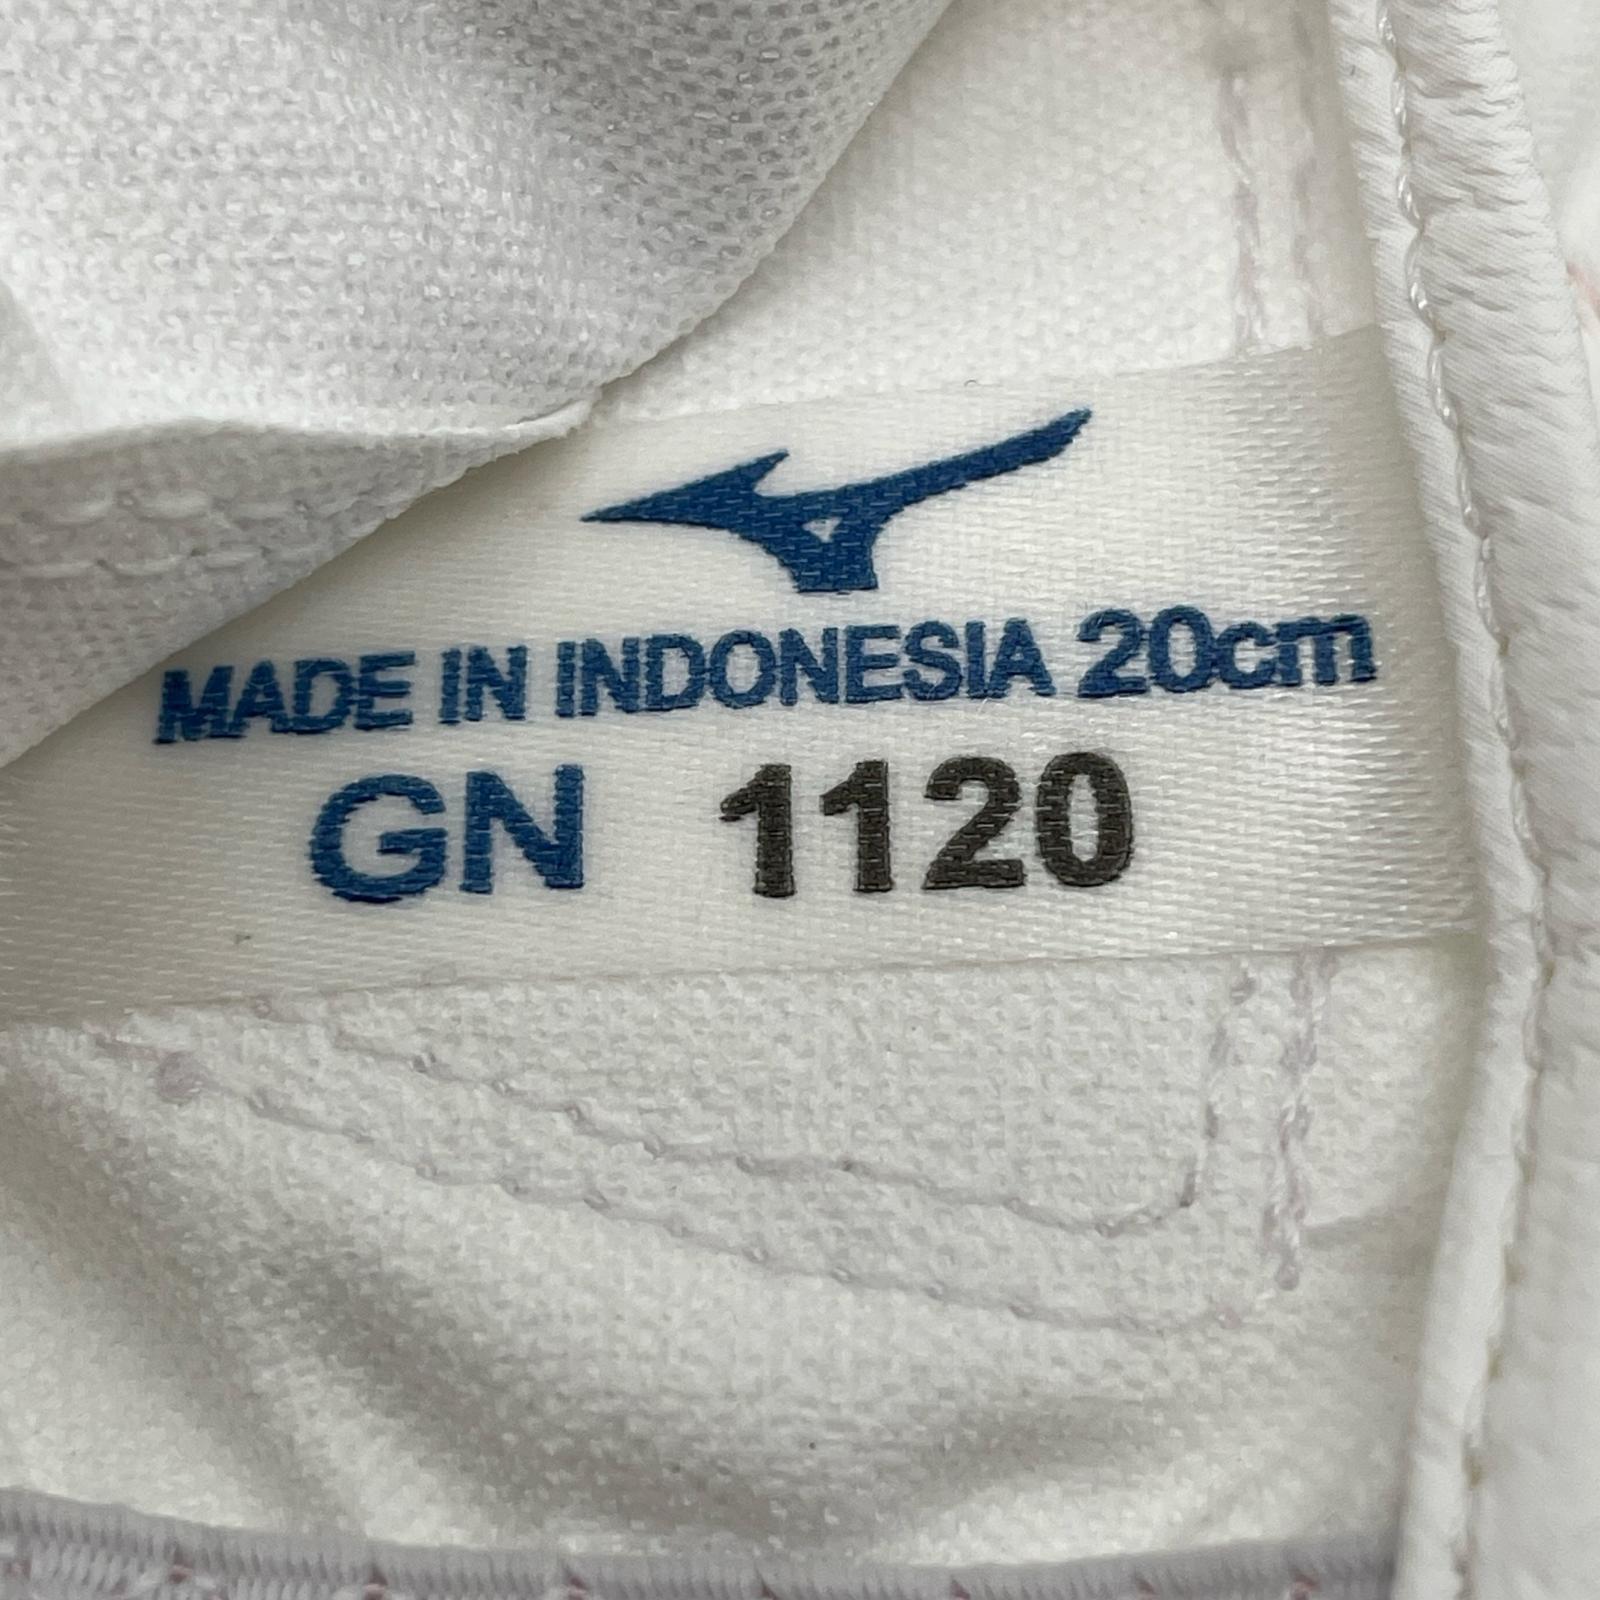 MADE IN INDONESIA 20cm
GN 1120